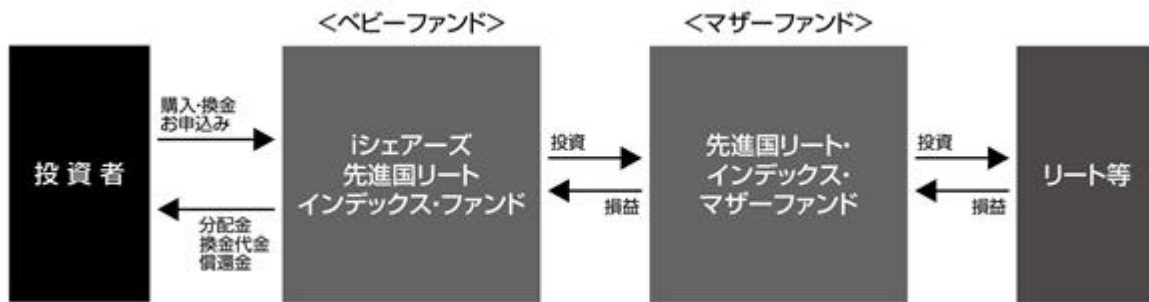 <ベビーファンド>
<マザーファンド>
投資者
購入・換金
お申込み
分配金
換金代金
償還金
iシェアーズ
先進国リート
インデックス・ファンド
投資
損益
先進国リート・
インデックス・
マザーファンド
投資
損益
リート等